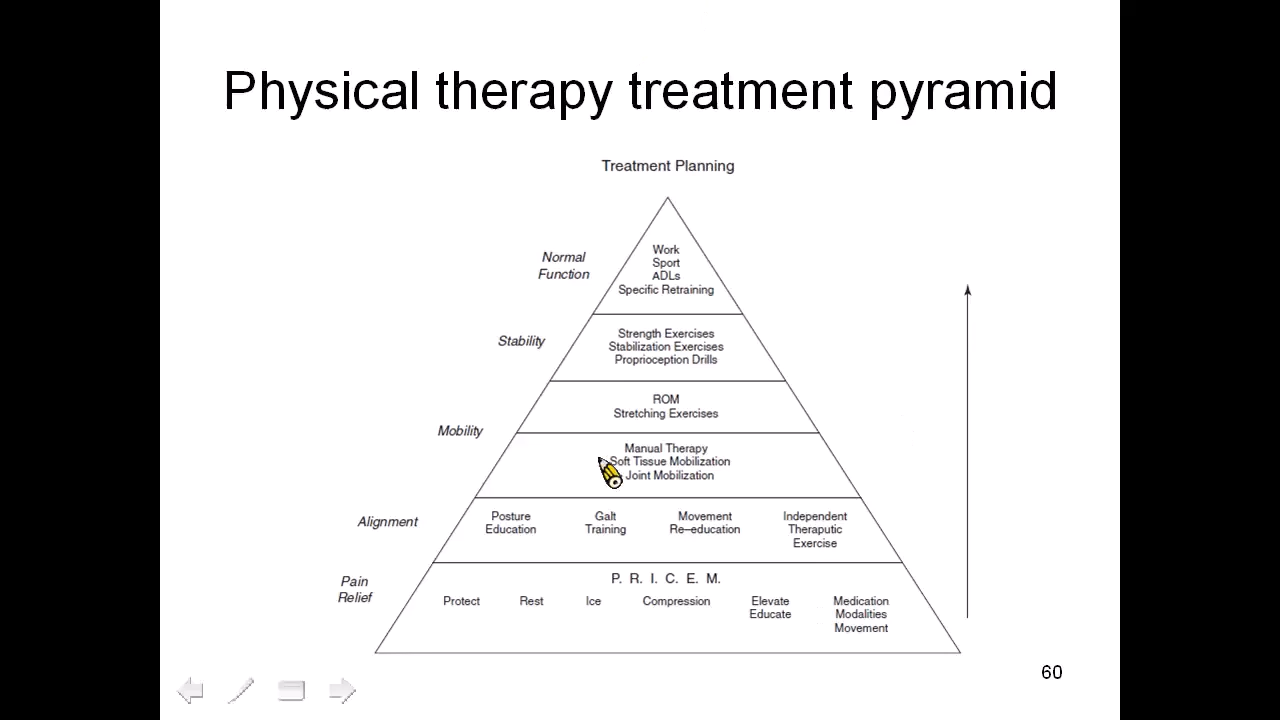 Physical therapy treatment pyramid
Treatment Planning
Normal
Function
Work
Sport
ADLs
Specific Retraining
Stability
Strength Exercises
Stabilization Exercises
Proprioception Drills
Mobility
ROM
Stretching Exercises
Manual Therapy
Soft Tissue Mobilization
Joint Mobilization
Alignment
Posture
Education
Galt
Training
Movement
Re–education
Independent
Theraputic
Exercise
Pain
Relief
P. R. I. C. E. M.
Protect
Rest
Ice
Compression
Elevate
Educate
Medication
Modalities
Movement
60